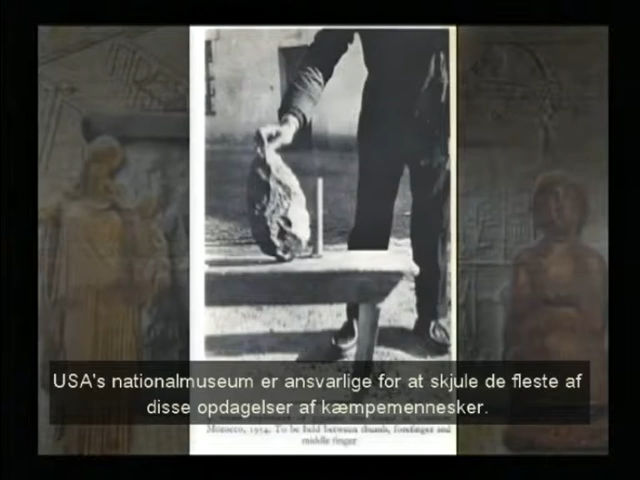 USA's nationalmuseum er ansvarlige for at skjule de fleste af
disse opdagelser af kæmpemennesker.
Morocco, 1954. To be held between thumb, forefinger and
middle finger